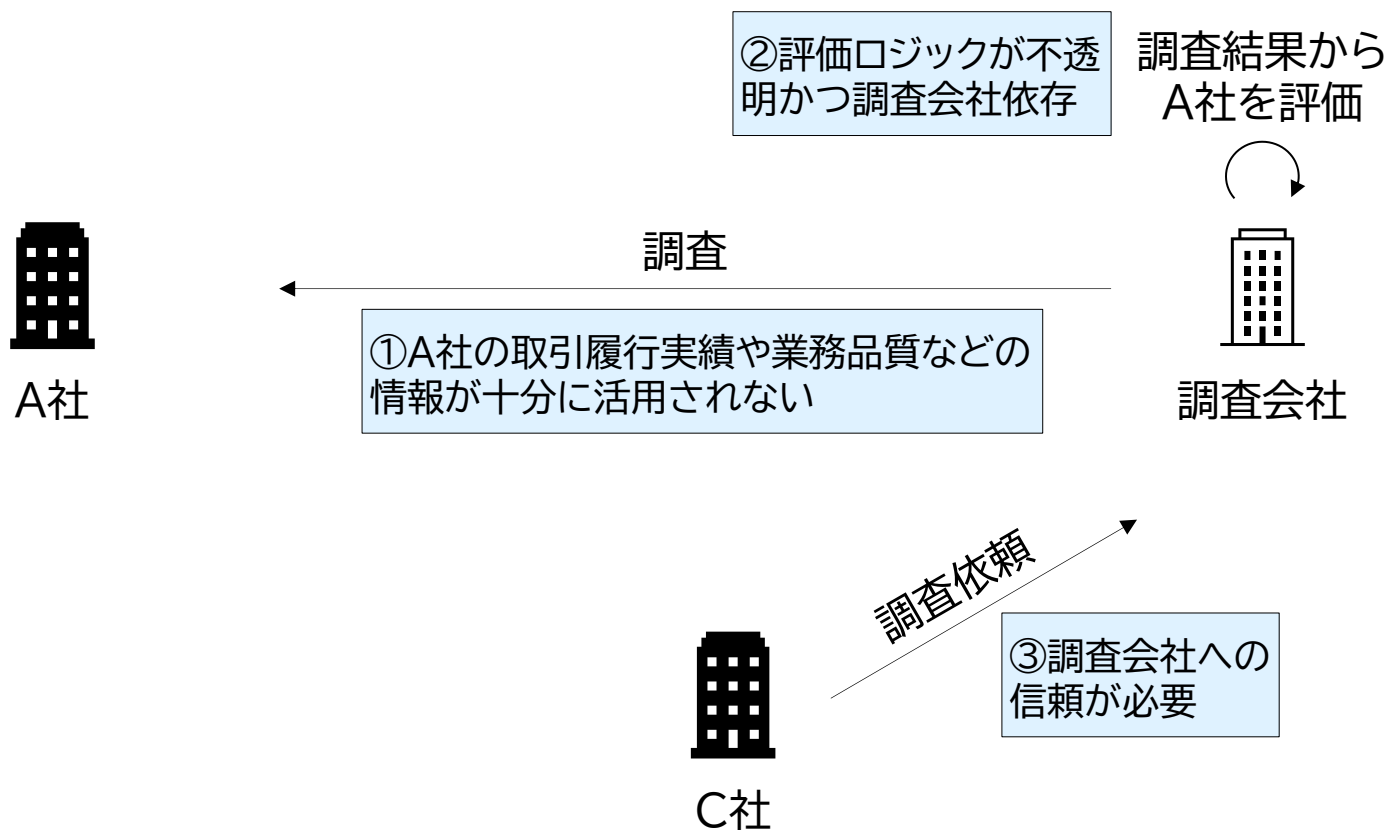 ②評価ロジックが不透
明かつ調査会社依存
調査結果から
A社を評価
調査
①A社の取引履行実績や業務品質などの
情報が十分に活用されない
A社
調査会社
調査依頼
③調査会社への
信頼が必要
C社